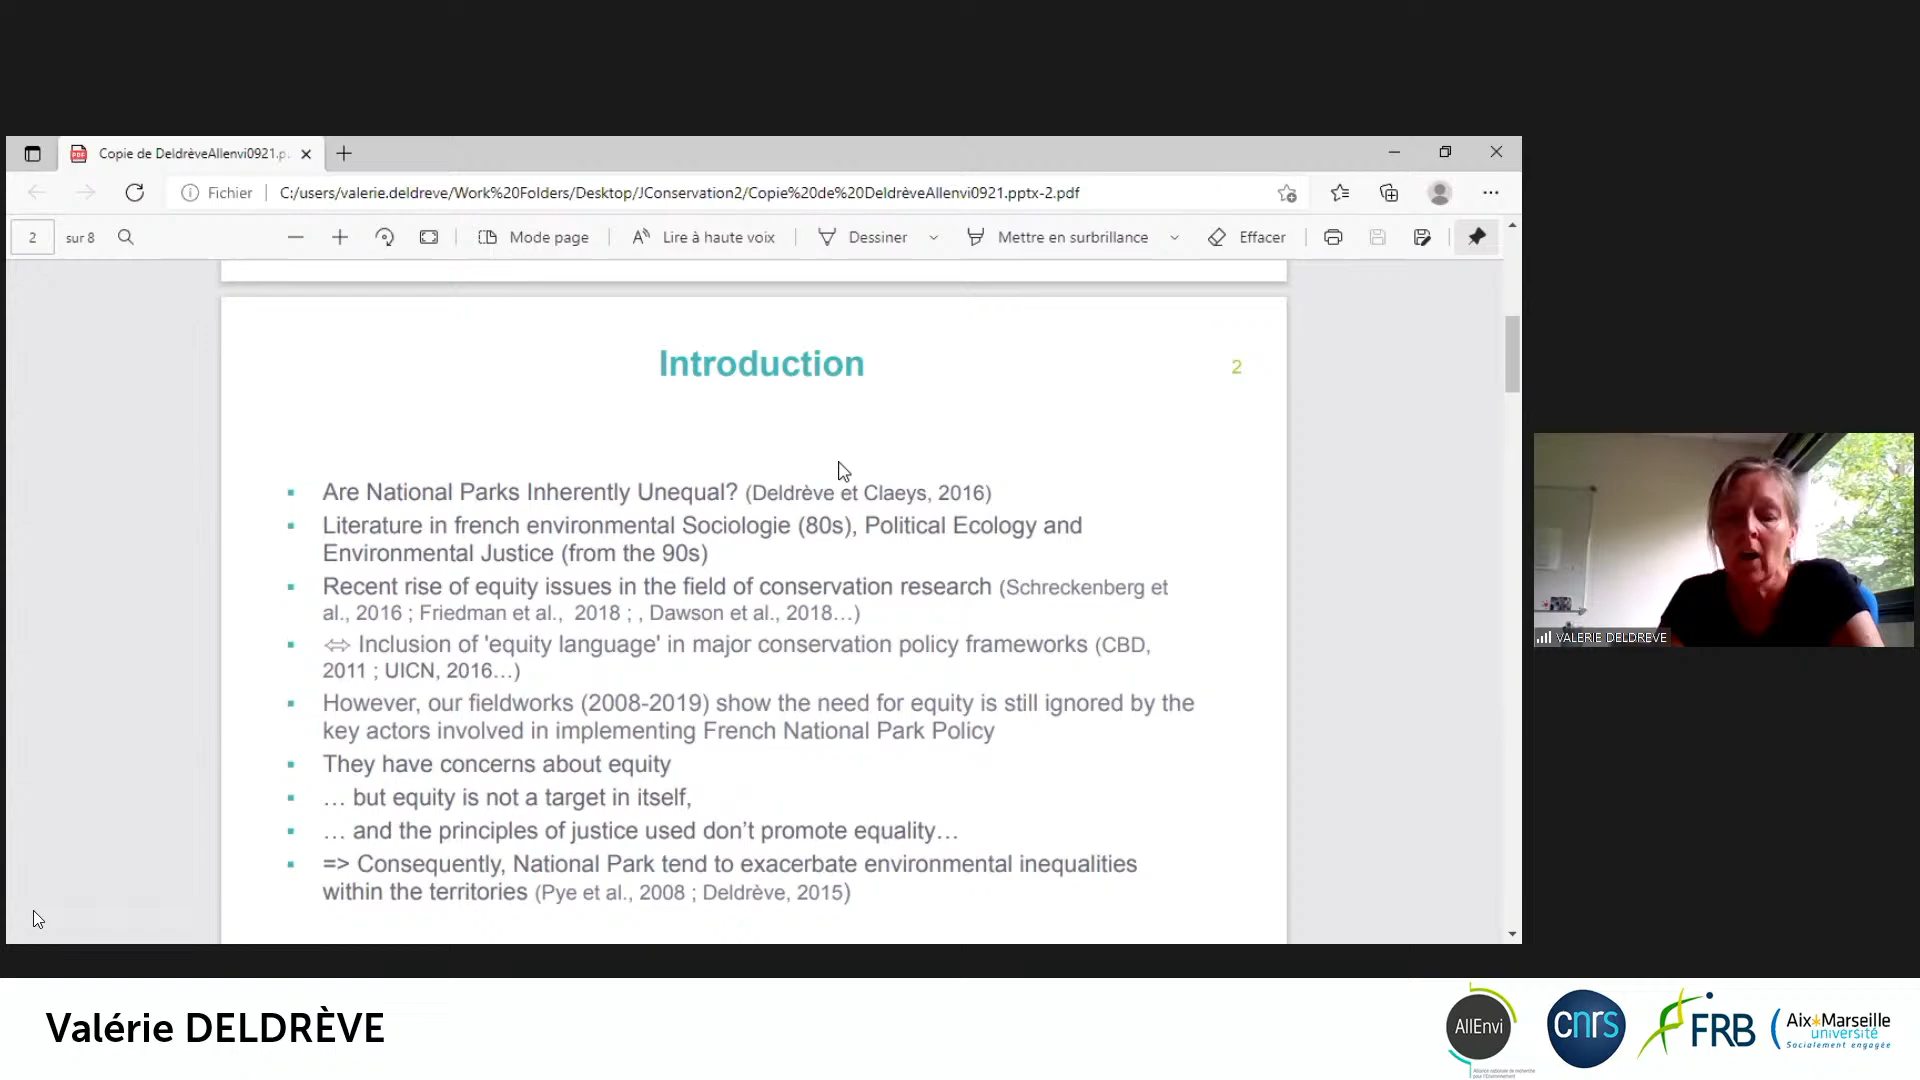 Copie de DeldrèveAllenvi0921.p
Fichier
C:/users/valerie.deldreve/Work%20Folders/Desktop/JConservation2/Copie%20de%20DeldrèveAllenvi0921.pptx-2.pdf
2 sur 8
Mode page
Lire à haute voix
Dessiner
Mettre en surbrillance
Effacer
Introduction
2
Are National Parks Inherently Unequal? (Deldrève et Claeys, 2016)
Literature in french environmental Sociologie (80s), Political Ecology and
Environmental Justice (from the 90s)
Recent rise of equity issues in the field of conservation research (Schreckenberg et
al., 2016 ; Friedman et al., 2018 ; , Dawson et al., 2018…)
⇔ Inclusion of 'equity language' in major conservation policy frameworks (CBD,
2011 ; UICN, 2016…)
However, our fieldworks (2008-2019) show the need for equity is still ignored by the
key actors involved in implementing French National Park Policy
They have concerns about equity
… but equity is not a target in itself,
… and the principles of justice used don’t promote equality…
=> Consequently, National Park tend to exacerbate environmental inequalities
within the territories (Pye et al., 2008 ; Deldrève, 2015)
VALERIE DELDREVE
Valérie DELDRÈVE
AllEnvi
Alliance nationale de recherche
pour l'Environnement
cnrs
FRB
Aix*Marseille
université
Socialement engagée